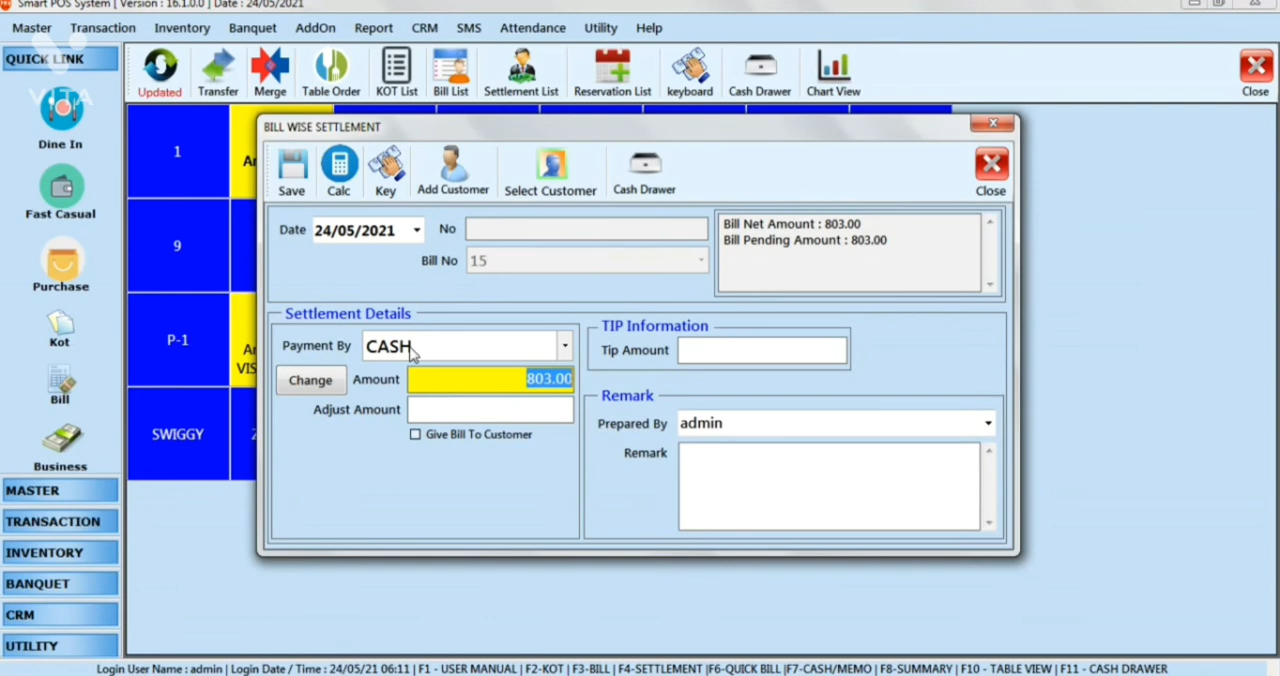 Smart POS System [ Version : 16.1.0.0 ] Date : 24/05/2021
Master Transaction Inventory Banquet AddOn Report CRM SMS Attendance Utility Help
QUICK LINK
VITA
Updated Transfer Merge Table Order KOT List Bill List Settlement List Reservation List keyboard Cash Drawer Chart View Close
Dine In
Fast Casual
Purchase
Kot
Bill
Business
MASTER
TRANSACTION
INVENTORY
BANQUET
CRM
UTILITY
1
9
P-1
VIS
SWIGGY
BILL WISE SETTLEMENT
Save Calc Key Add Customer Select Customer Cash Drawer Close
Date 24/05/2021 No
Bill No 15
Bill Net Amount : 803.00
Bill Pending Amount : 803.00
Settlement Details
Payment By CASH
Change Amount 803.00
Adjust Amount
Give Bill To Customer
TIP Information
Tip Amount
Remark
Prepared By admin
Remark
Login User Name : admin | Login Date / Time : 24/05/21 06:11 | F1 - USER MANUAL | F2-KOT | F3-BILL | F4-SETTLEMENT |F6-QUICK BILL |F7-CASH/MEMO | F8-SUMMARY | F10 - TABLE VIEW | F11 - CASH DRAWER